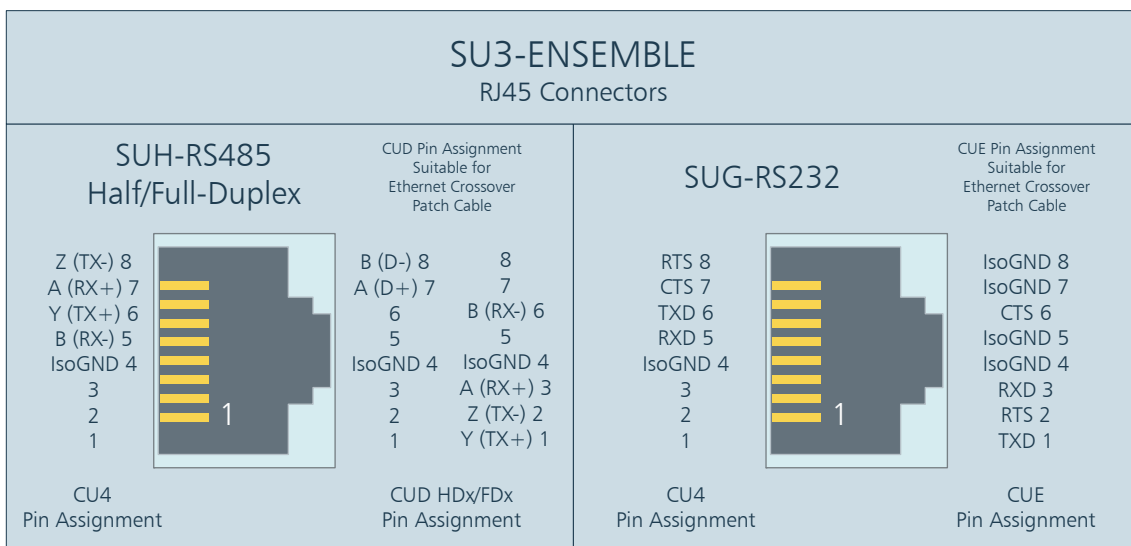 SU3-ENSEMBLE
RJ45 Connectors
SUH-RS485
Half/Full-Duplex
CUD Pin Assignment
Suitable for
Ethernet Crossover
Patch Cable
Z (TX-) 8
A (RX+) 7
Y (TX+) 6
B (RX-) 5
IsoGND 4
3
2
1
1
B (D-) 8
A (D+) 7
6
5
IsoGND 4
3
2
1
8
7
B (RX-) 6
5
IsoGND 4
A (RX+) 3
Z (TX-) 2
Y (TX+) 1
CU4
Pin Assignment
CUD HDx/FDx
Pin Assignment
SUG-RS232
CUE Pin Assignment
Suitable for
Ethernet Crossover
Patch Cable
RTS 8
CTS 7
TXD 6
RXD 5
IsoGND 4
3
2
1
1
IsoGND 8
IsoGND 7
CTS 6
IsoGND 5
IsoGND 4
RXD 3
RTS 2
TXD 1
CU4
Pin Assignment
CUE
Pin Assignment